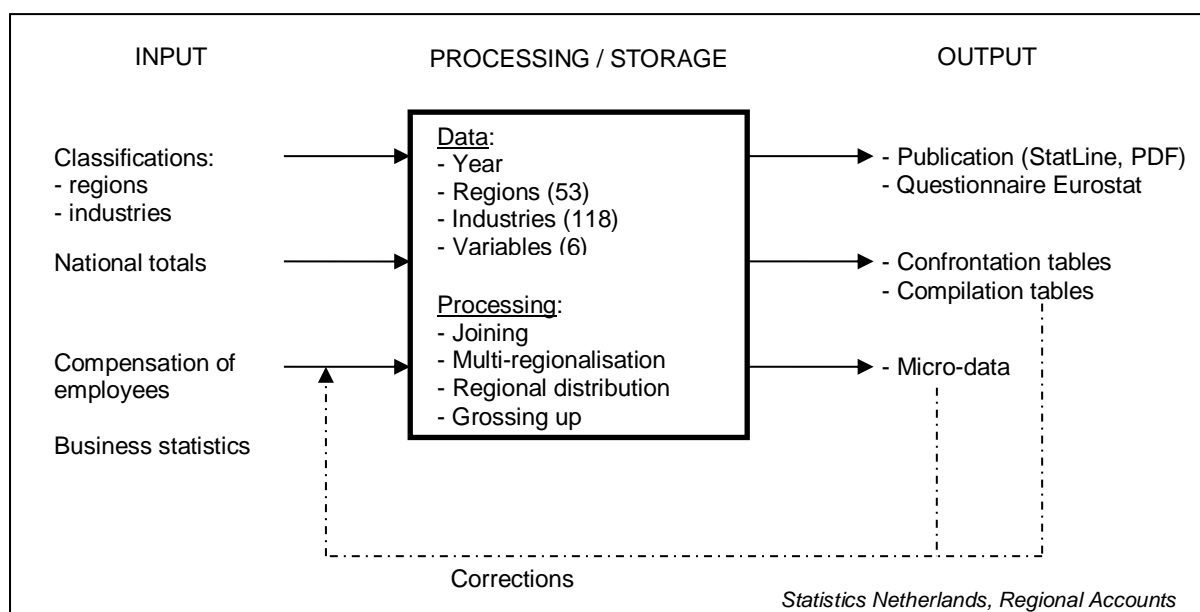 INPUT
PROCESSING / STORAGE
OUTPUT
Classifications:
- regions
- industries
National totals
Compensation of
employees
Business statistics
Data:
- Year
- Regions (53)
- Industries (118)
- Variables (6)
Processing:
- Joining
- Multi-regionalisation
- Regional distribution
- Grossing up
- Publication (StatLine, PDF)
- Questionnaire Eurostat
- Confrontation tables
- Compilation tables
- Micro-data
Corrections
Statistics Netherlands, Regional Accounts